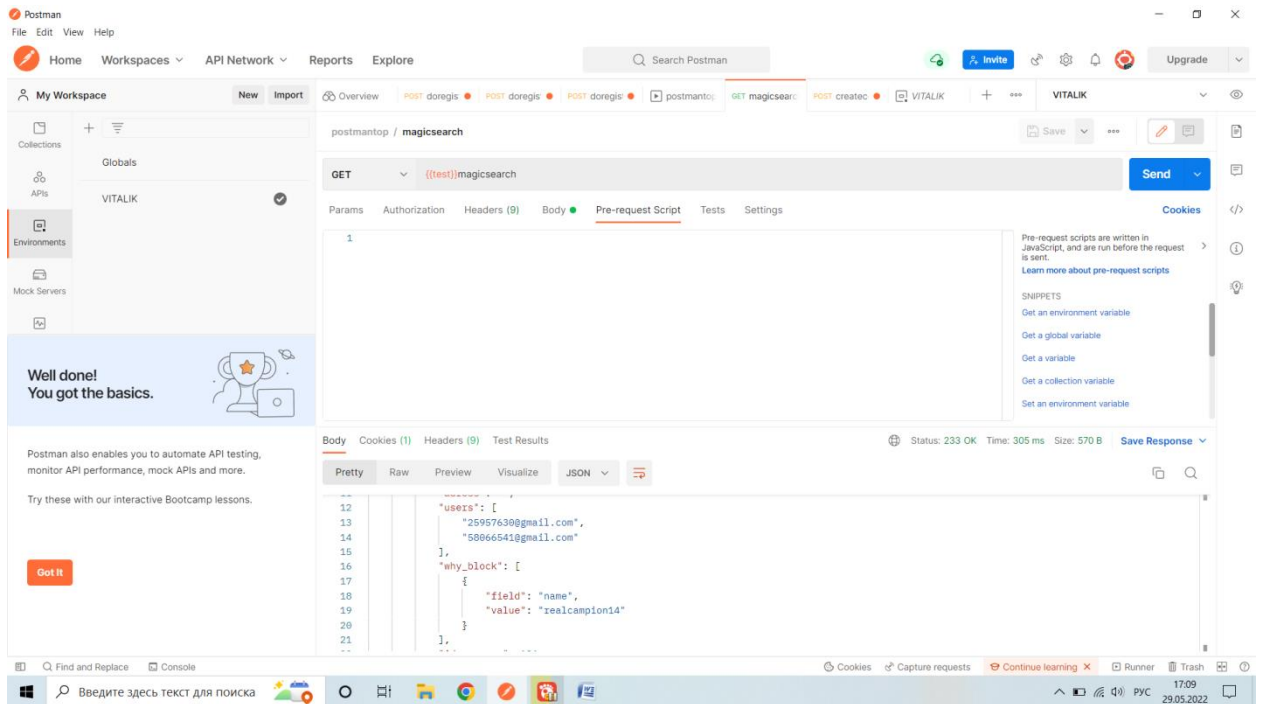 Postman
File Edit View Help
Home Workspaces API Network Reports Explore Search Postman Invite Upgrade
My Workspace New Import Overview POST doregis POST doregis POST doregis postmantop GET magicsearc POST createc VITALIK VITALIK
Collections
APIs
Environments
Mock Servers
Globals
VITALIK
Well done!
You got the basics.
Postman also enables you to automate API testing,
monitor API performance, mock APIs and more.
Try these with our interactive Bootcamp lessons.
Got It
postmantop / magicsearch Save
GET {{test}}magicsearch Send
Params Authorization Headers (9) Body Pre-request Script Tests Settings Cookies
1
Pre-request scripts are written in
JavaScript, and are run before the request
is sent.
Learn more about pre-request scripts
SNIPPETS
Get an environment variable
Get a global variable
Get a variable
Get a collection variable
Set an environment variable
Body Cookies (1) Headers (9) Test Results Status: 233 OK Time: 305 ms Size: 570 B Save Response
Pretty Raw Preview Visualize JSON
12 "users": [
13 "25957630@gmail.com",
14 "58066541@gmail.com"
15 ],
16 "why_block": [
17 {
18 "field": "name",
19 "value": "realcampion14"
20 }
21 ],
Find and Replace Console Cookies Capture requests Continue learning Runner Trash
Введите здесь текст для поиска РУС 17:09
29.05.2022